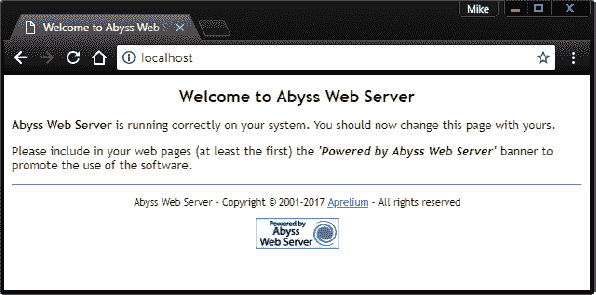 Mike
Welcome to Abyss Web S
localhost
Welcome to Abyss Web Server
Abyss Web Server is running correctly on your system. You should now change this page with yours.
Please include in your web pages (at least the first) the 'Powered by Abyss Web Server' banner to
promote the use of the software.
Abyss Web Server - Copyright © 2001-2017 Aprelium - All rights reserved
Powered by
Abyss
Web Server